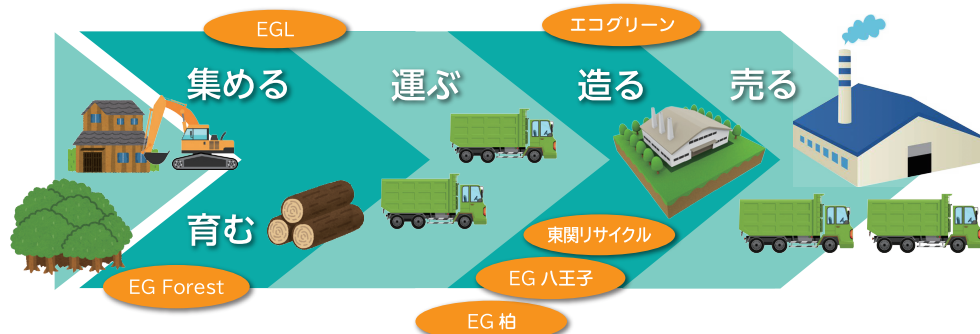 EGL
エコグリーン
集める
運ぶ
造る
売る
育む
東関リサイクル
EG Forest
EG 八王子
EG 柏